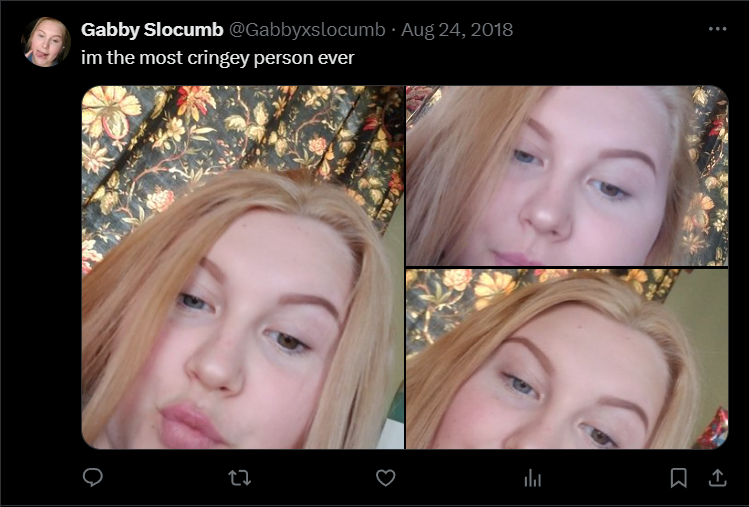 Gabby Slocumb @Gabbyxslocumb · Aug 24, 2018
im the most cringey person ever